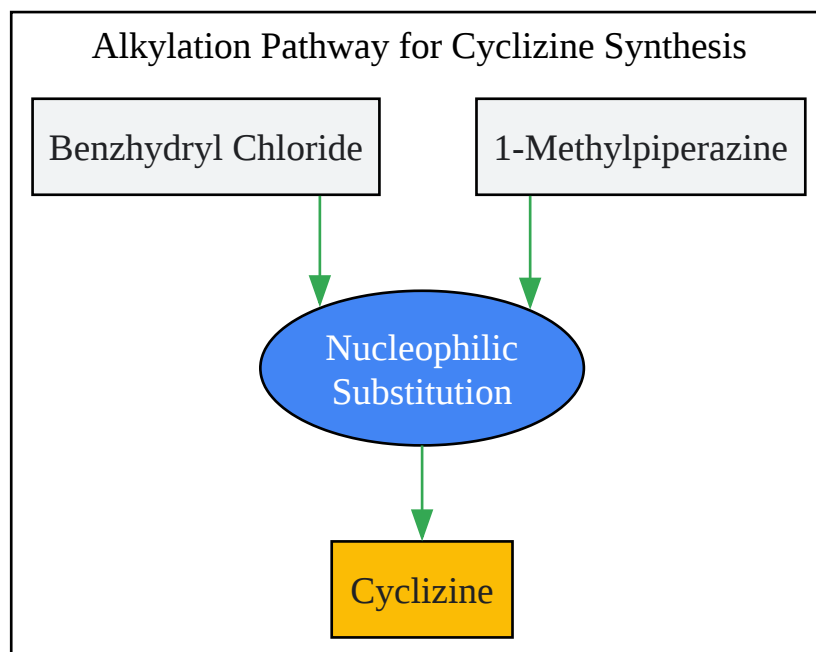 Alkylation Pathway for Cyclizine Synthesis
Benzhydryl Chloride
1-Methylpiperazine
Nucleophilic
Substitution
Cyclizine